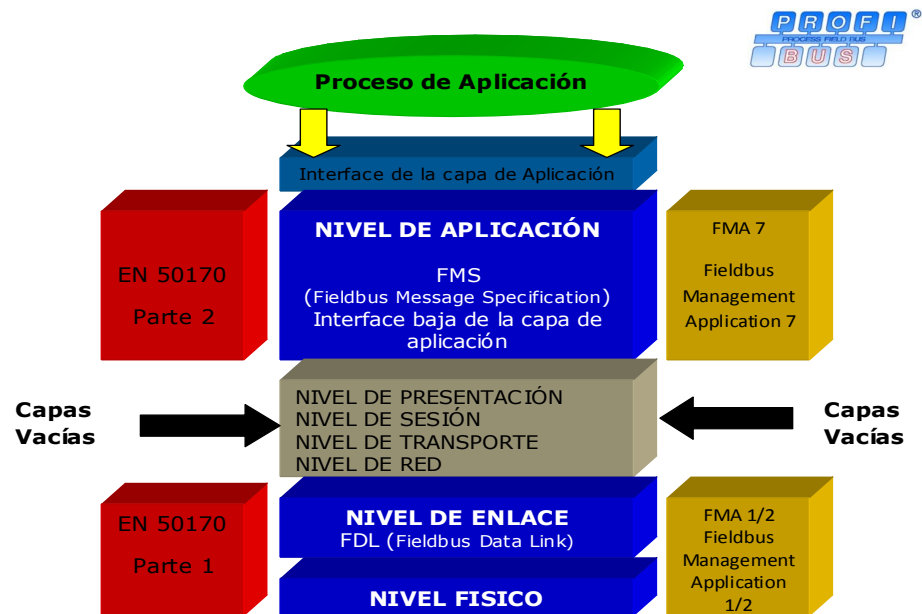 PROFI
®
PROCESS FIELD BUS
BUS
Proceso de Aplicación
Interface de la capa de Aplicación
EN 50170
Parte 2
NIVEL DE APLICACIÓN
FMS
(Fieldbus Message Specification)
Interface baja de la capa de
aplicación
FMA 7
Fieldbus
Management
Application 7
Capas
Vacías
NIVEL DE PRESENTACIÓN
NIVEL DE SESIÓN
NIVEL DE TRANSPORTE
NIVEL DE RED
Capas
Vacías
EN 50170
Parte 1
NIVEL DE ENLACE
FDL (Fieldbus Data Link)
NIVEL FISICO
FMA 1/2
Fieldbus
Management
Application
1/2